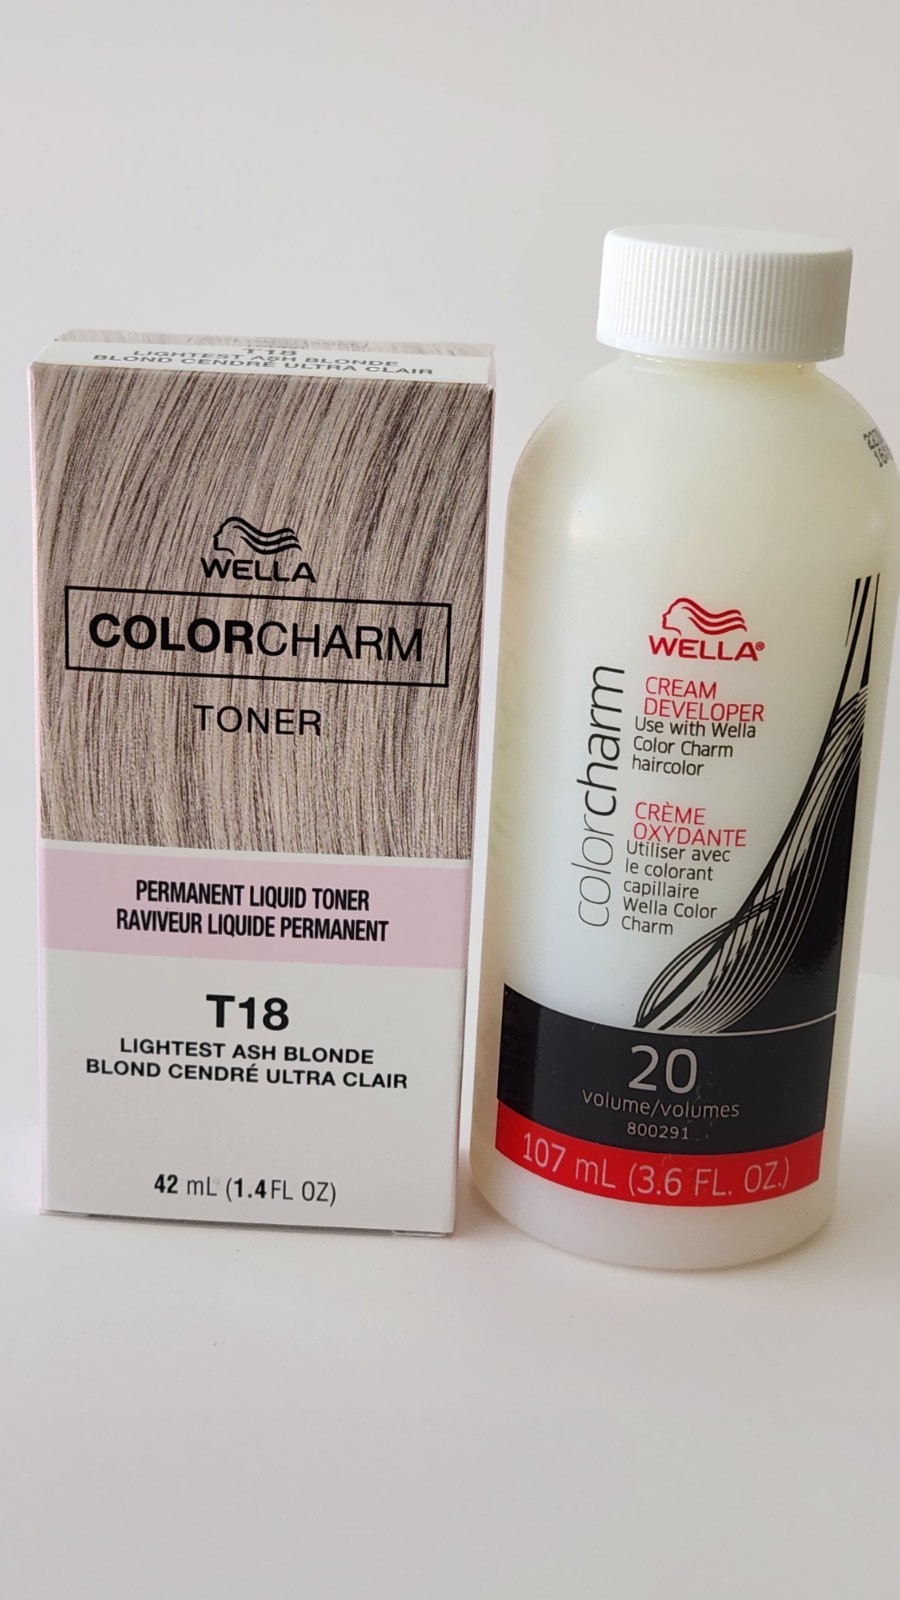 T18
LIGHTEST ASH BLONDE
BLOND CENDRÉ ULTRA CLAIR
WELLA
COLORCHARM
TONER
PERMANENT LIQUID TONER
RAVIVEUR LIQUIDE PERMANENT
T18
LIGHTEST ASH BLONDE
BLOND CENDRÉ ULTRA CLAIR
42 mL (1.4 FL OZ)
WELLA®
colorcharm
CREAM
DEVELOPER
Use with Wella
Color Charm
haircolor
CRÈME
OXYDANTE
Utiliser avec
le colorant
capillaire
Wella Color
Charm
20
volume/volumes
800291
107 mL (3.6 FL. OZ.)